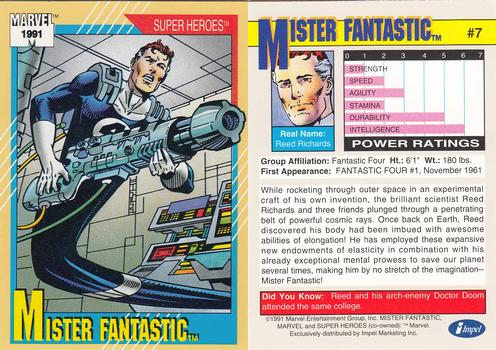 MARVEL
1991
SUPER HEROES™
MISTER FANTASTIC™
MISTER FANTASTIC™ #7
0 1 2 3 4 5 6 7
STRENGTH
SPEED
AGILITY
STAMINA
DURABILITY
INTELLIGENCE
POWER RATINGS
Real Name:
Reed Richards
Group Affiliation: Fantastic Four Ht.: 6'1" Wt.: 180 lbs.
First Appearance: FANTASTIC FOUR #1, November 1961
While rocketing through outer space in an experimental
craft of his own invention, the brilliant scientist Reed
Richards and three friends plunged through a penetrating
belt of powerful cosmic rays. Once back on Earth, Reed
discovered his body had been imbued with awesome
abilities of elongation! He has employed these expansive
new endowments of elasticity in combination with his
already exceptional mental prowess to save our planet
several times, making him by no stretch of the imagination--
Mister Fantastic!
Did You Know: Reed and his arch-enemy Doctor Doom
attended the same college.
©1991 Marvel Entertainment Group, Inc. MISTER FANTASTIC,
MARVEL and SUPER HEROES (co-owned): ™ Marvel.
Exclusively distributed by Impel Marketing Inc.
impel